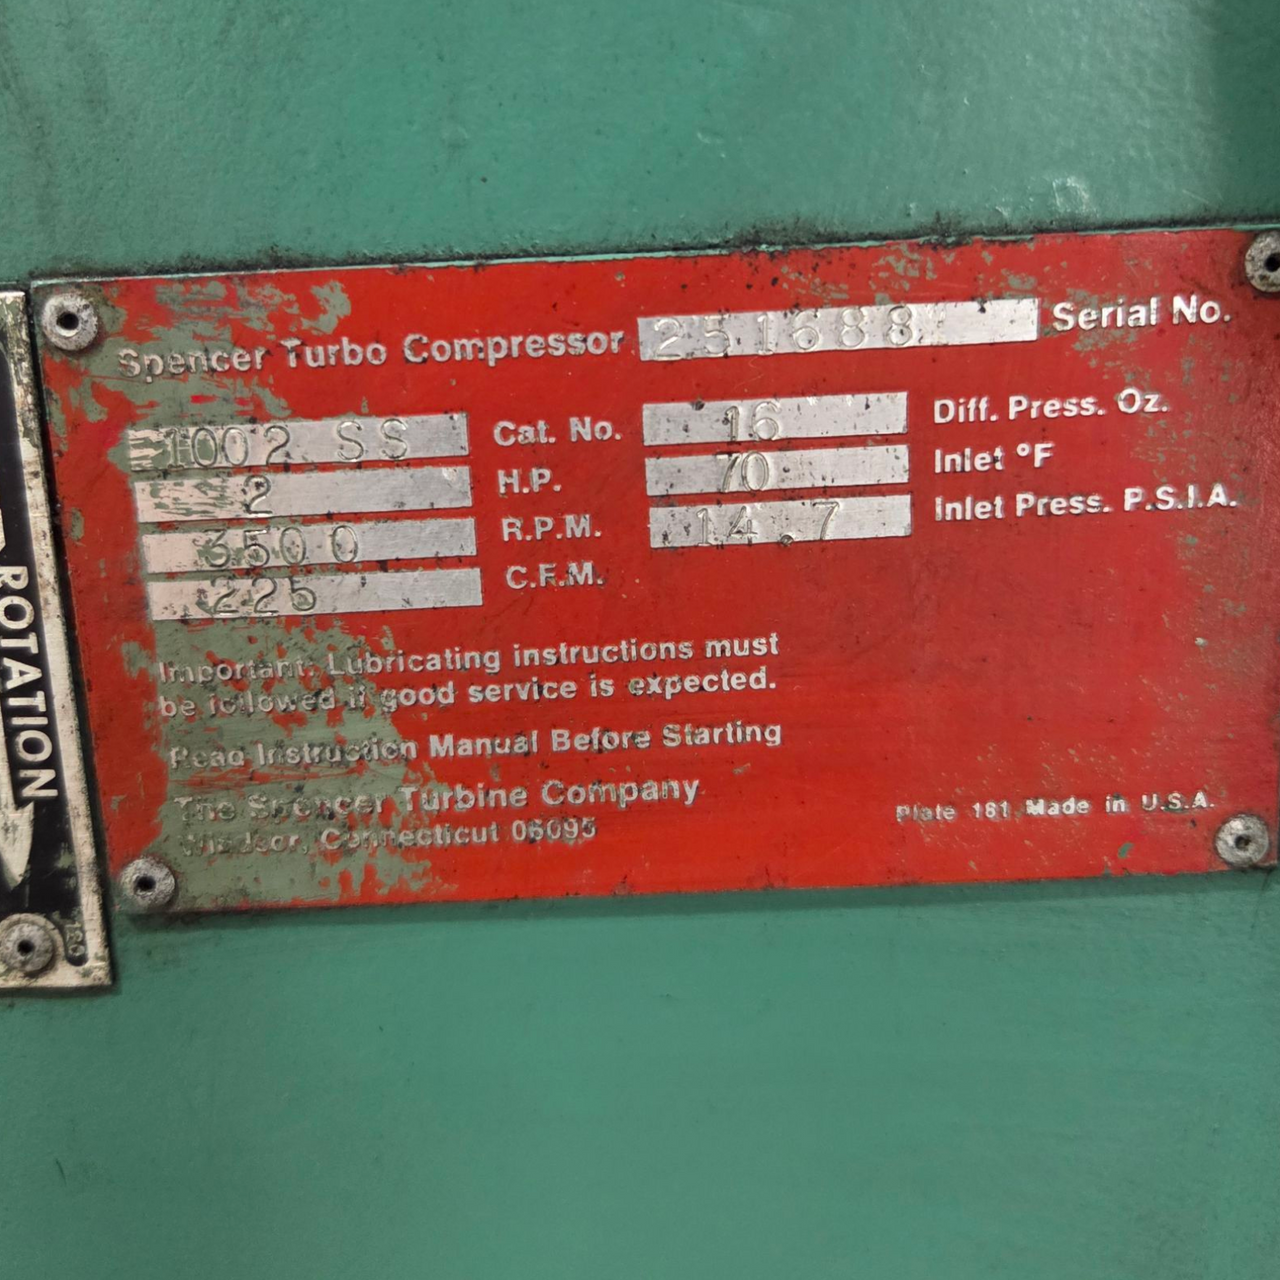 Spencer Turbo Compressor 251688 Serial No.
1002 SS Cat. No. 16 Diff. Press. Oz.
2 H.P. 70 Inlet °F
3500 R.P.M. 14.7 Inlet Press. P.S.I.A.
225 C.F.M.
Important: Lubricating instructions must
be followed if good service is expected.
Read Instruction Manual Before Starting
The Spencer Turbine Company
Windsor, Connecticut 06095
Plate 181 Made in U.S.A.
ROTATION